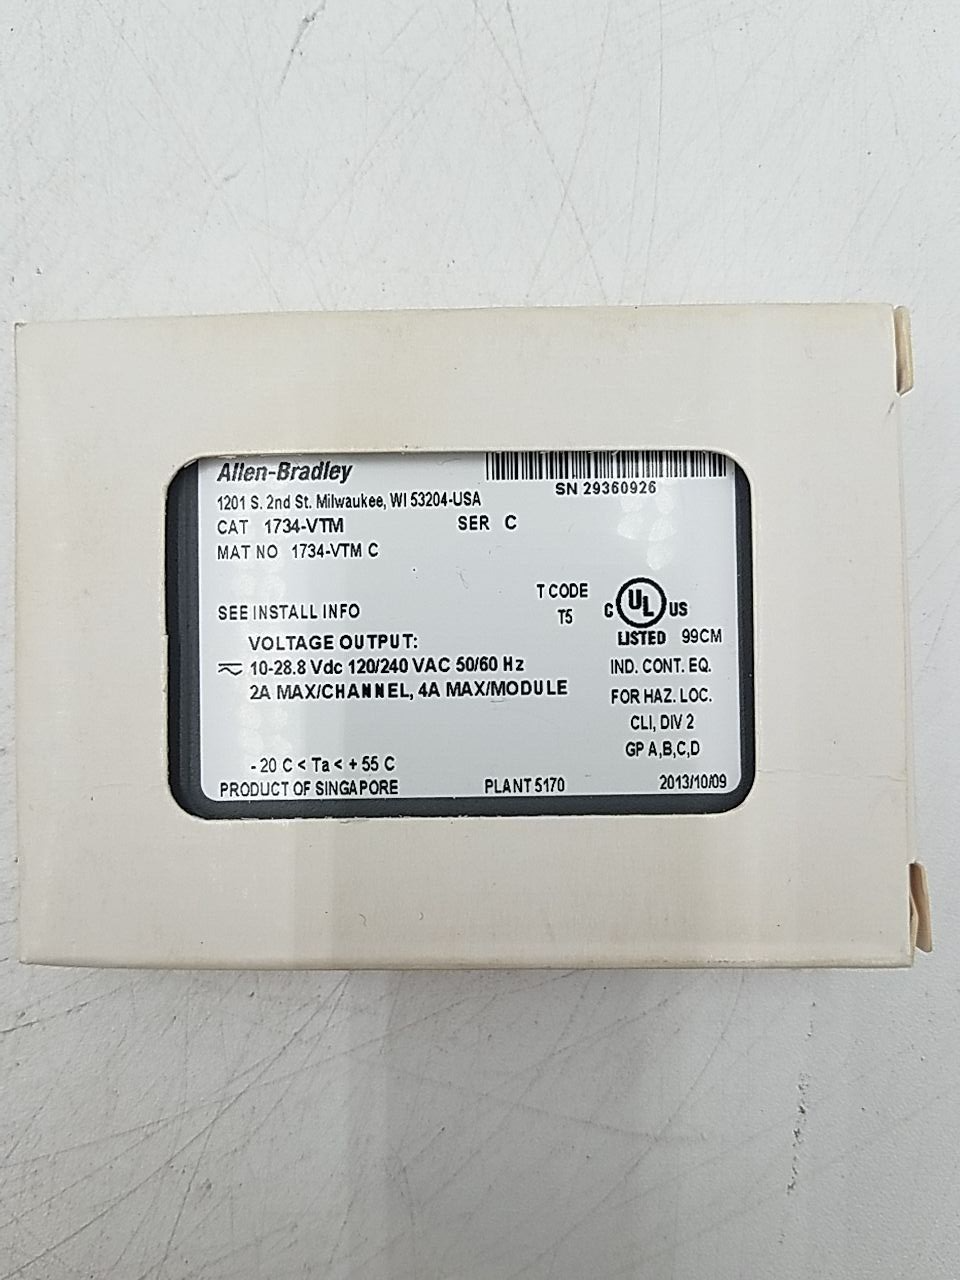 Allen-Bradley
SN 29360926
1201 S. 2nd St. Milwaukee, WI 53204-USA
CAT 1734-VTM SER C
MAT NO 1734-VTM C
T CODE
T5
C UL US
LISTED 99CM
SEE INSTALL INFO
VOLTAGE OUTPUT:
10-28.8 Vdc 120/240 VAC 50/60 Hz
2A MAX/CHANNEL, 4A MAX/MODULE
IND. CONT. EQ.
FOR HAZ. LOC.
CLI, DIV 2
GP A,B,C,D
- 20 C < Ta < + 55 C
PRODUCT OF SINGAPORE PLANT 5170 2013/10/09